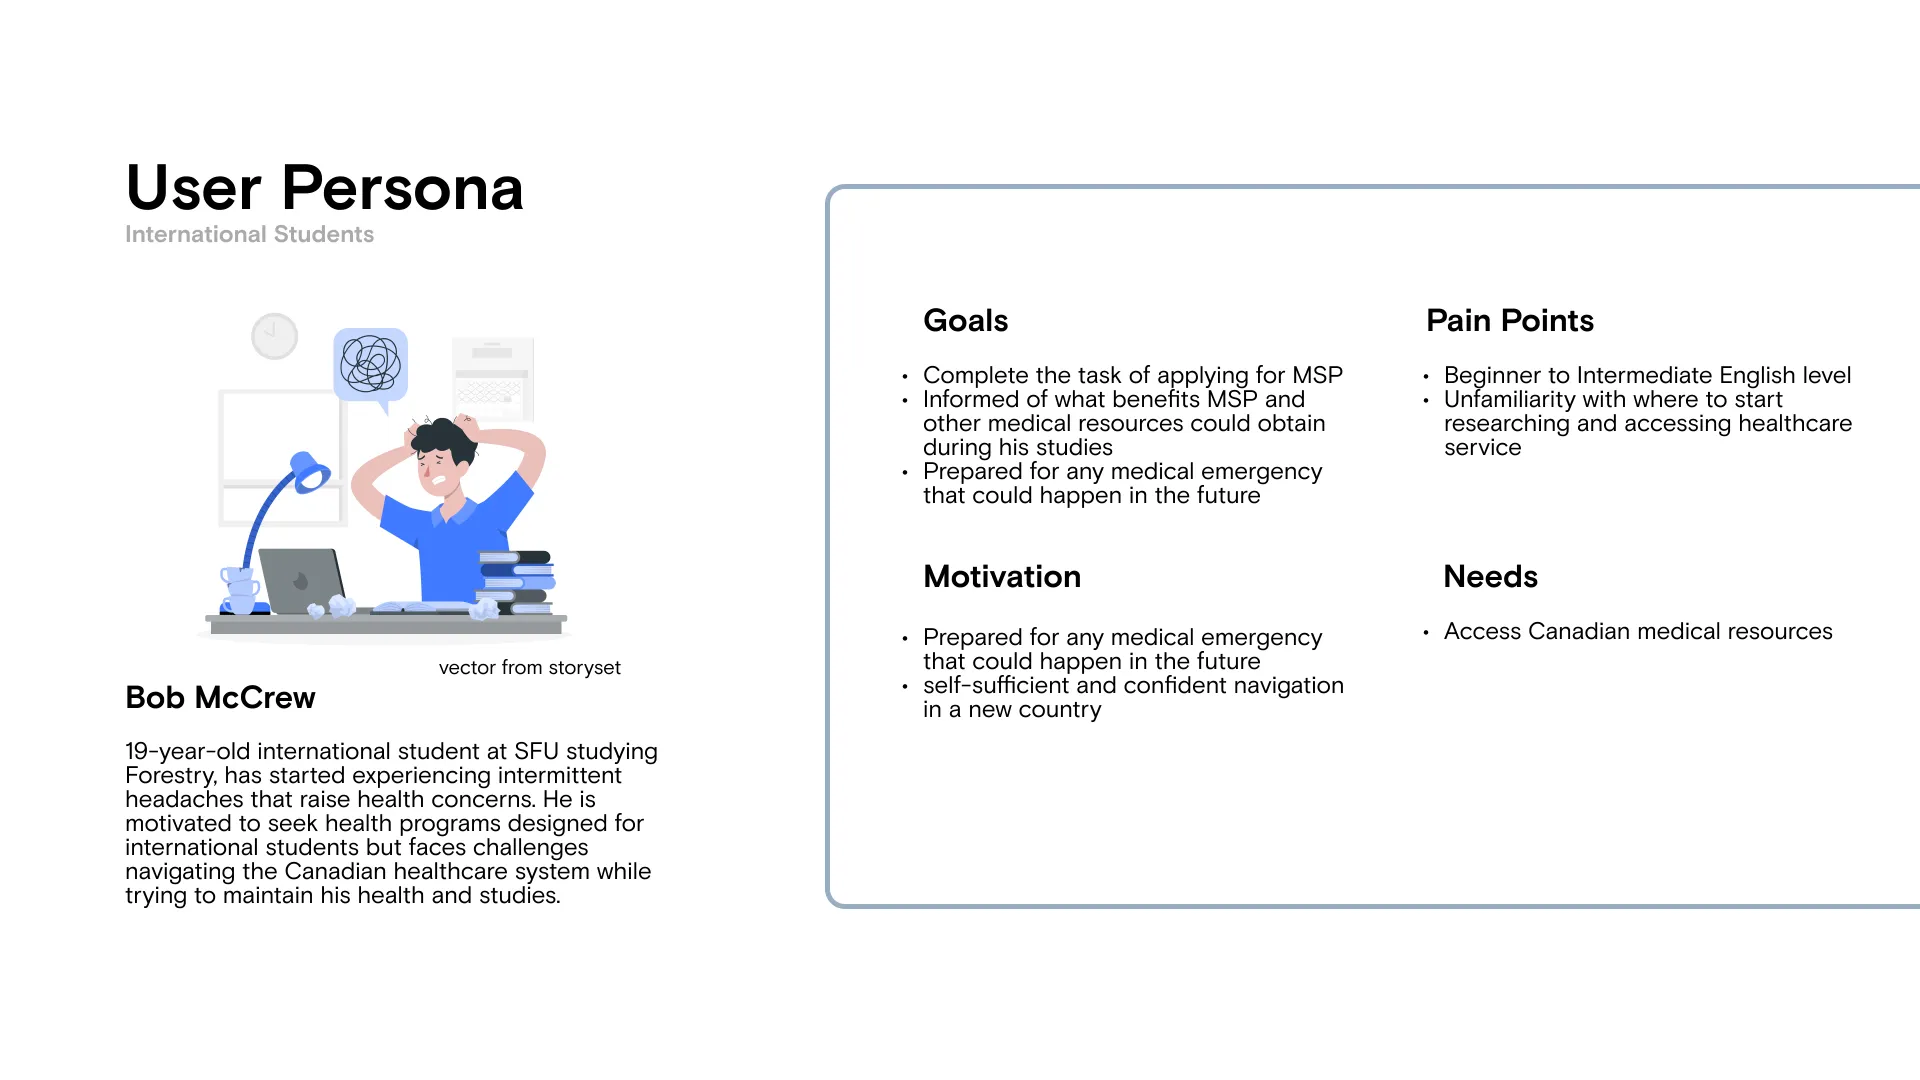 User Persona
International Students
vector from storyset
Bob McCrew
19-year-old international student at SFU studying
Forestry, has started experiencing intermittent
headaches that raise health concerns. He is
motivated to seek health programs designed for
international students but faces challenges
navigating the Canadian healthcare system while
trying to maintain his health and studies.
Goals
• Complete the task of applying for MSP
• Informed of what benefits MSP and
other medical resources could obtain
during his studies
• Prepared for any medical emergency
that could happen in the future
Pain Points
• Beginner to Intermediate English level
• Unfamiliarity with where to start
researching and accessing healthcare
service
Motivation
• Prepared for any medical emergency
that could happen in the future
• self-sufficient and confident navigation
in a new country
Needs
• Access Canadian medical resources